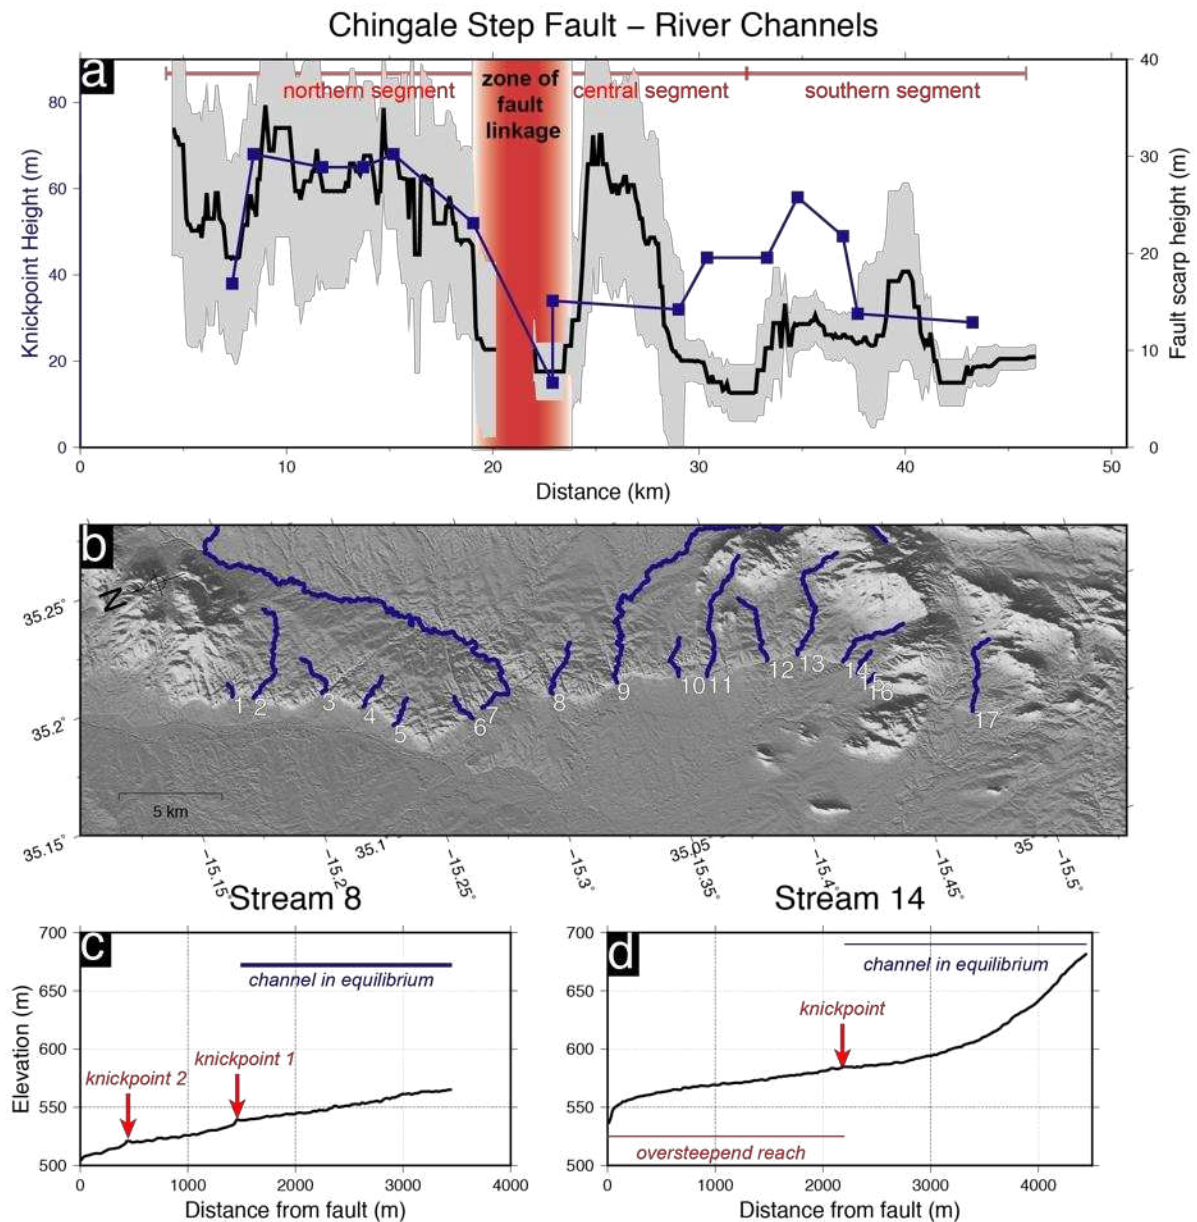 Chingale Step Fault – River Channels
a
zone of
fault
linkage
northern segment
central segment
southern segment
Knickpoint Height (m)
80
60
40
20
0
40
30
20
10
0
Fault scarp height (m)
0
10
20
30
40
50
Distance (km)
b
N
35.25°
35.2°
35.15°
1
2
3
4
5
6
7
8
9
10
11
12
13
14
16
17
5 km
-15.15°
35.1°
-15.2°
-15.25°
-15.3°
35.05°
-15.35°
-15.4°
-15.45°
35°
-15.5°
Stream 8
Stream 14
c
700
650
600
550
500
Elevation (m)
channel in equilibrium
knickpoint 1
knickpoint 2
0
1000
2000
3000
4000
Distance from fault (m)
d
700
650
600
550
500
channel in equilibrium
knickpoint
oversteepend reach
0
1000
2000
3000
4000
Distance from fault (m)